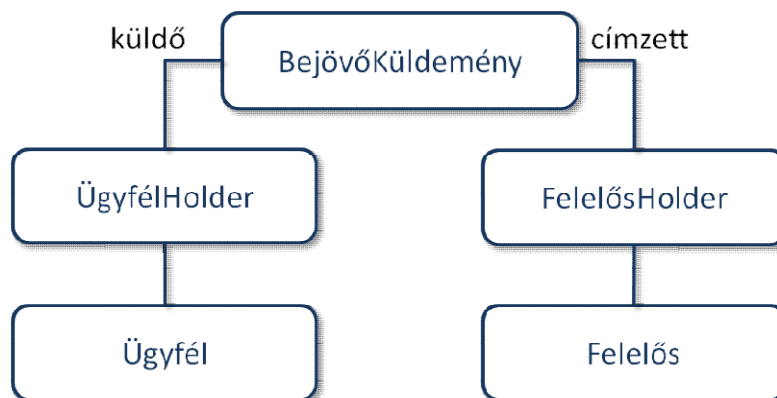 küldő
BejövőKüldemény
címzett
ÜgyfélHolder
FelelősHolder
Ügyfél
Felelős